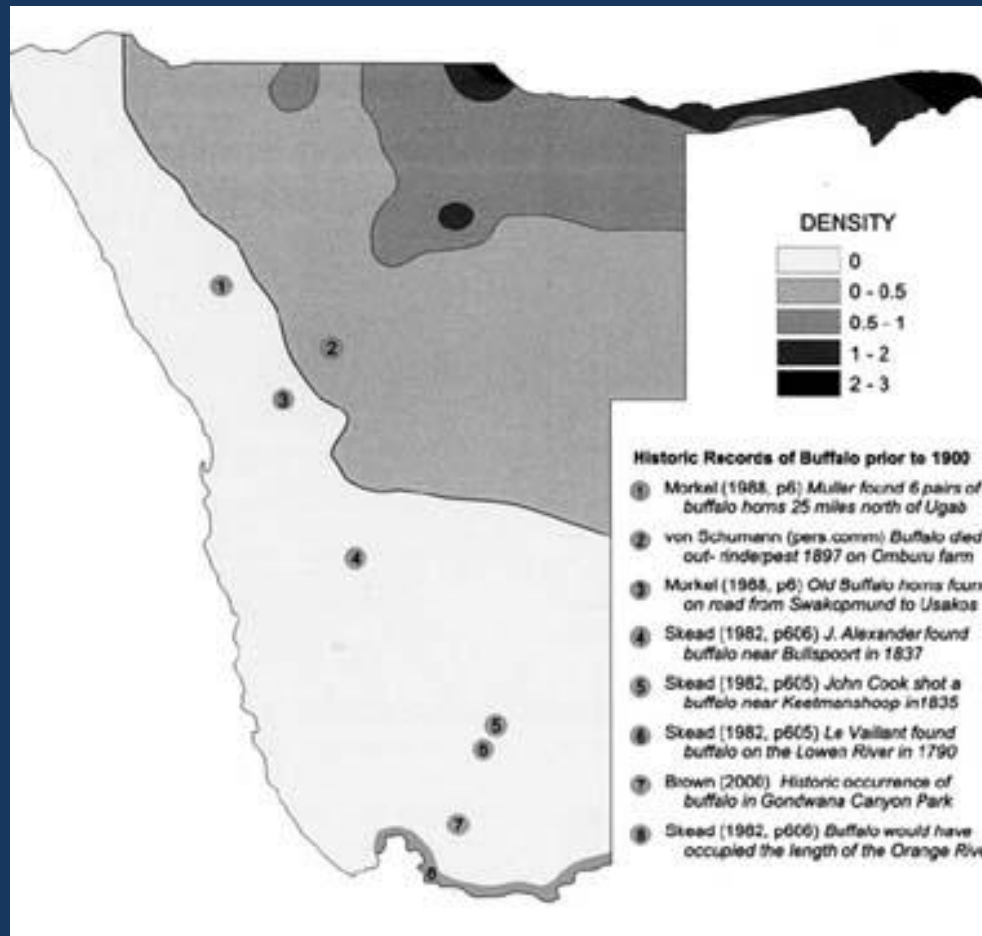 1
2
3
4
5
6
7
8
DENSITY
0
0 - 0.5
0.5 - 1
1 - 2
2 - 3
Historic Records of Buffalo prior to 1900
1 Morkel (1988, p6) Muller found 6 pairs of
buffalo horns 25 miles north of Ugab
2 von Schumann (pers.comm) Buffalo died
out- rinderpest 1897 on Omburu farm
3 Morkel (1988, p6) Old Buffalo horns foun
on road from Swakopmund to Usakos
4 Skead (1982, p606) J. Alexander found
buffalo near Bullspoort in 1837
5 Skead (1982, p605) John Cook shot a
buffalo near Keetmanshoop in1835
6 Skead (1982, p605) Le Vaillant found
buffalo on the Lowen River in 1790
7 Brown (2000) Historic occurrence of
buffalo in Gondwana Canyon Park
8 Skead (1982, p606) Buffalo would have
occupied the length of the Orange Rive